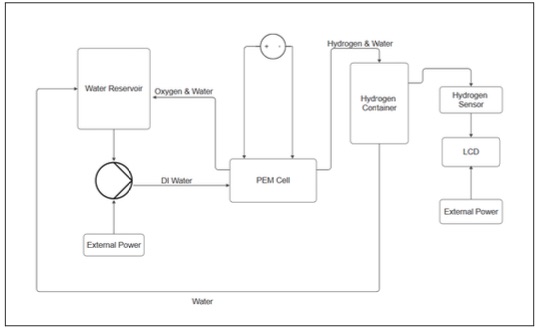 Hydrogen & Water
Water Reservoir
Oxygen & Water
Hydrogen
Container
Hydrogen
Sensor
LCD
DI Water
PEM Cell
External Power
External Power
Water